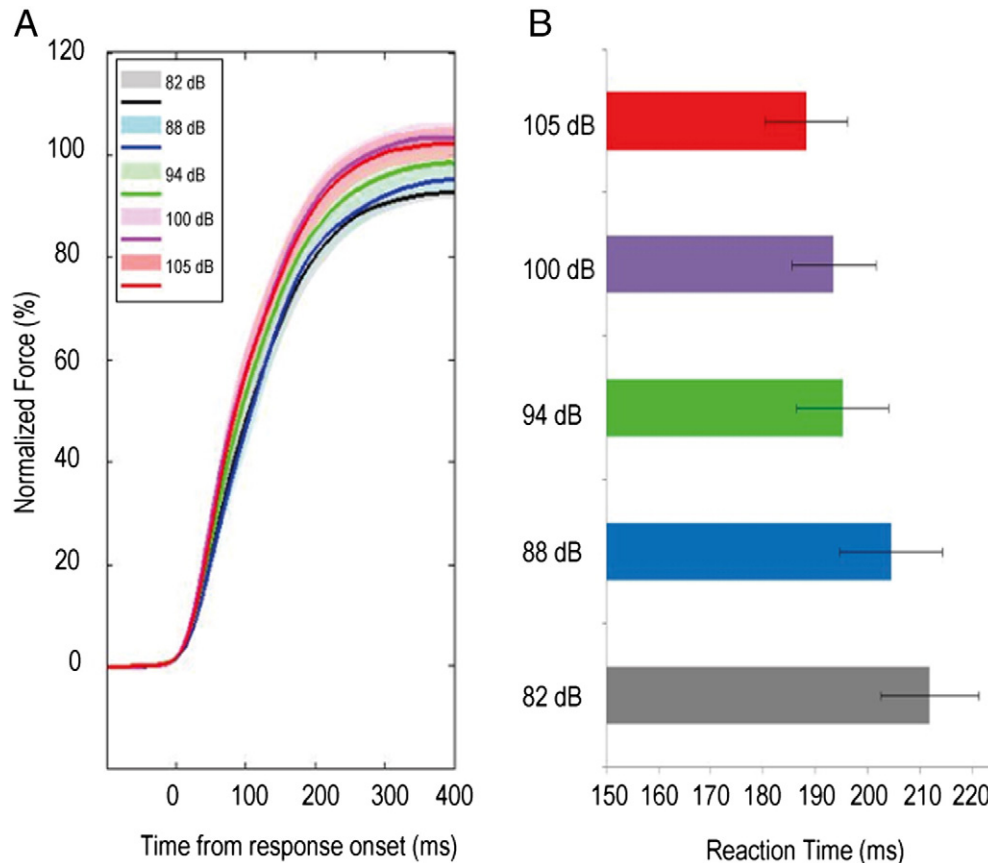 A
120
100
80
60
40
20
0
Normalized Force (%)
82 dB
88 dB
94 dB
100 dB
105 dB
0 100 200 300 400
Time from response onset (ms)
B
105 dB
100 dB
94 dB
88 dB
82 dB
150 160 170 180 190 200 210 220
Reaction Time (ms)